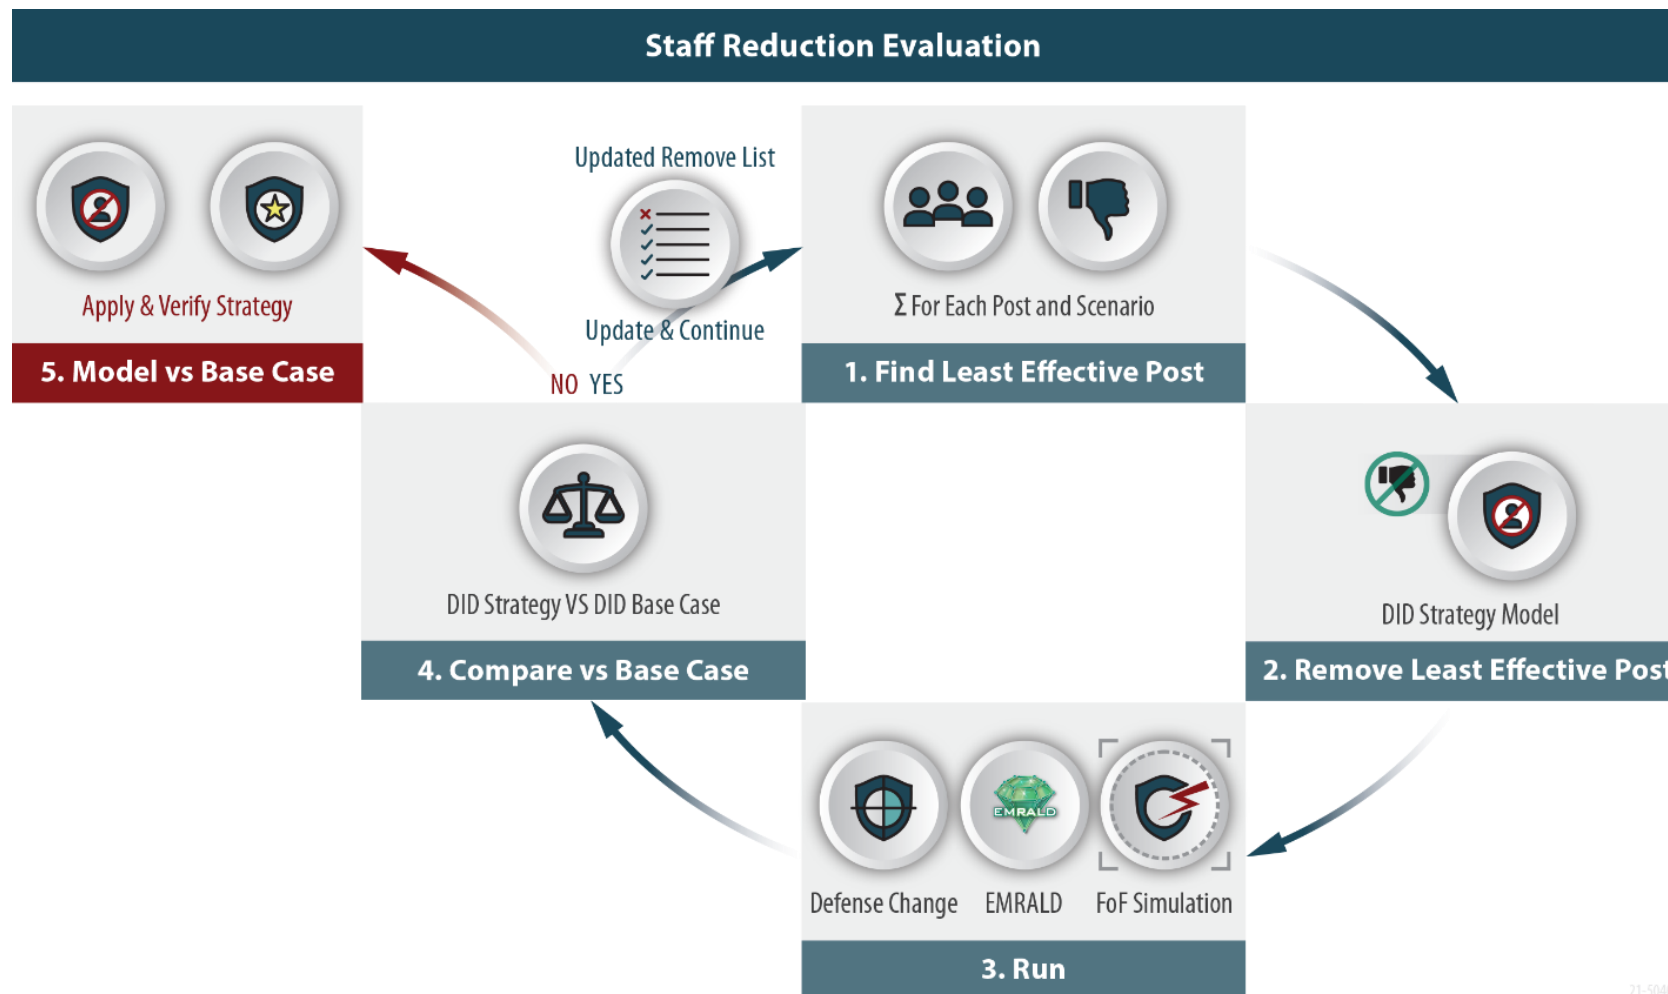 Staff Reduction Evaluation
Updated Remove List
Update & Continue
Apply & Verify Strategy
5. Model vs Base Case
NO YES
Σ For Each Post and Scenario
1. Find Least Effective Post
DID Strategy Model
2. Remove Least Effective Post
Defense Change
EMRALD
EMRALD
FoF Simulation
3. Run
DID Strategy VS DID Base Case
4. Compare vs Base Case